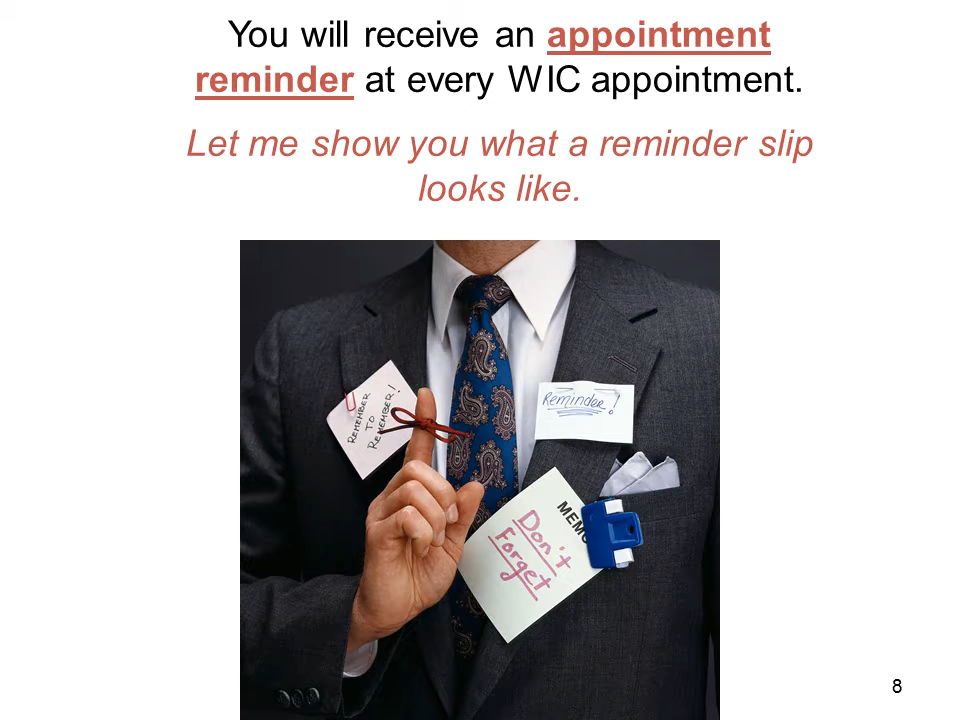 You will receive an appointment
reminder at every WIC appointment.
Let me show you what a reminder slip
looks like.
REMEMBER
TO
REMEMBER!
Reminder!
MEMO
Don't
Forget
8